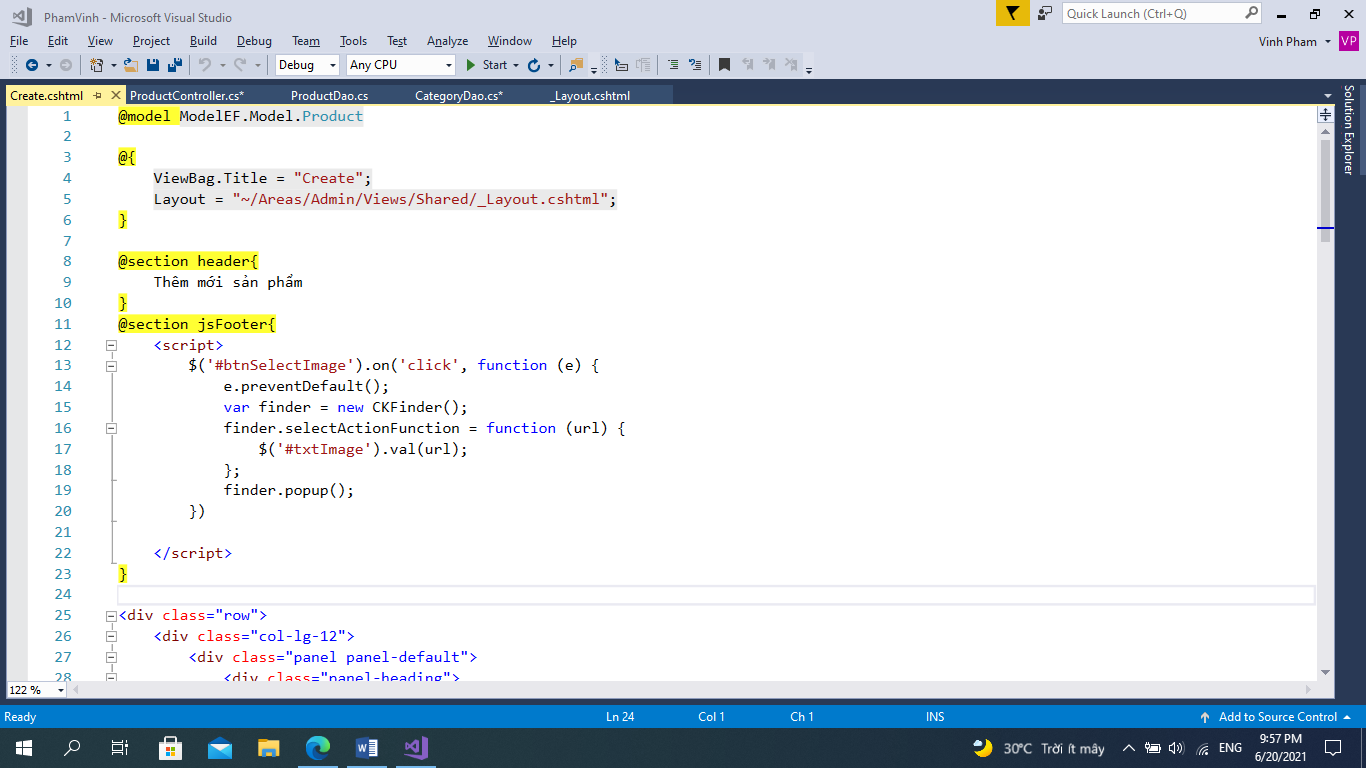 PhamVinh - Microsoft Visual Studio
Quick Launch (Ctrl+Q)
File Edit View Project Build Debug Team Tools Test Analyze Window Help
Vinh Pham VP
Debug Any CPU Start
Create.cshtml ProductController.cs* ProductDao.cs CategoryDao.cs* _Layout.cshtml
Solution Explorer
1 @model ModelEF.Model.Product
2
3 @{
4 ViewBag.Title = "Create";
5 Layout = "~/Areas/Admin/Views/Shared/_Layout.cshtml";
6 }
7
8 @section header{
9 Thêm mới sản phẩm
10 }
11 @section jsFooter{
12 <script>
13 $('#btnSelectImage').on('click', function (e) {
14 e.preventDefault();
15 var finder = new CKFinder();
16 finder.selectActionFunction = function (url) {
17 $('#txtImage').val(url);
18 };
19 finder.popup();
20 })
21
22 </script>
23 }
24
25 <div class="row">
26 <div class="col-lg-12">
27 <div class="panel panel-default">
28 <div class="panel-heading">
122 %
Ready Ln 24 Col 1 Ch 1 INS Add to Source Control
30°C Trời ít mây ENG 9:57 PM
6/20/2021